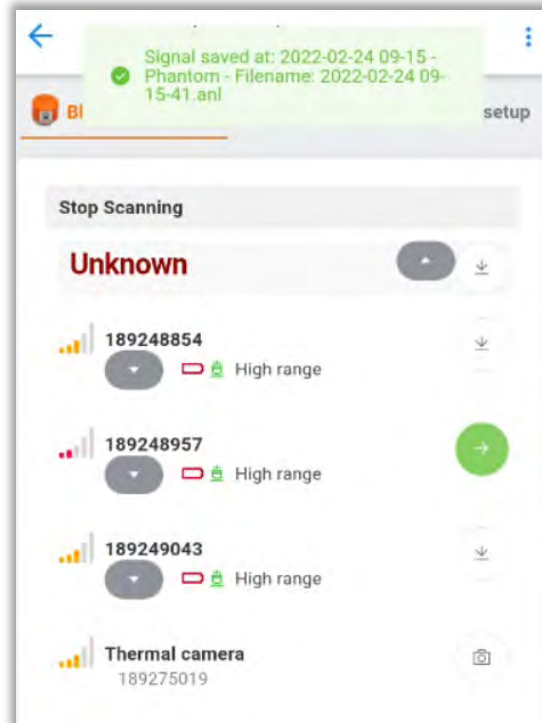 Signal saved at: 2022-02-24 09-15 -
Phantom - Filename: 2022-02-24 09-
15-41.anl
Bl
setup
Stop Scanning
Unknown
189248854
High range
189248957
High range
189249043
High range
Thermal camera
189275019